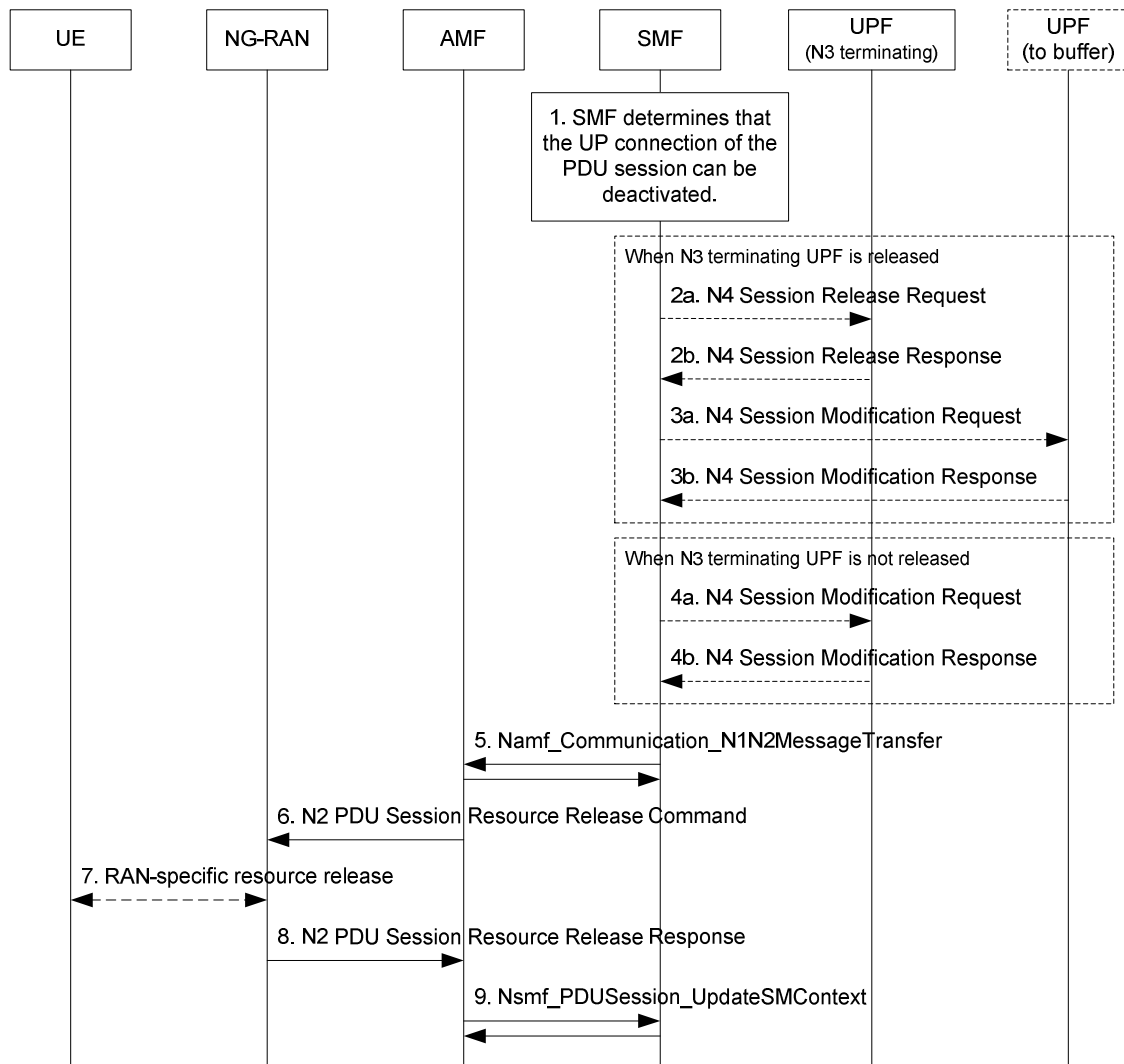 UE
NG-RAN
AMF
SMF
UPF
(N3 terminating)
UPF
(to buffer)
1. SMF determines that
the UP connection of the
PDU session can be
deactivated.
When N3 terminating UPF is released
2a. N4 Session Release Request
2b. N4 Session Release Response
3a. N4 Session Modification Request
3b. N4 Session Modification Response
When N3 terminating UPF is not released
4a. N4 Session Modification Request
4b. N4 Session Modification Response
5. Namf_Communication_N1N2MessageTransfer
6. N2 PDU Session Resource Release Command
7. RAN-specific resource release
8. N2 PDU Session Resource Release Response
9. Nsmf_PDUSession_UpdateSMContext